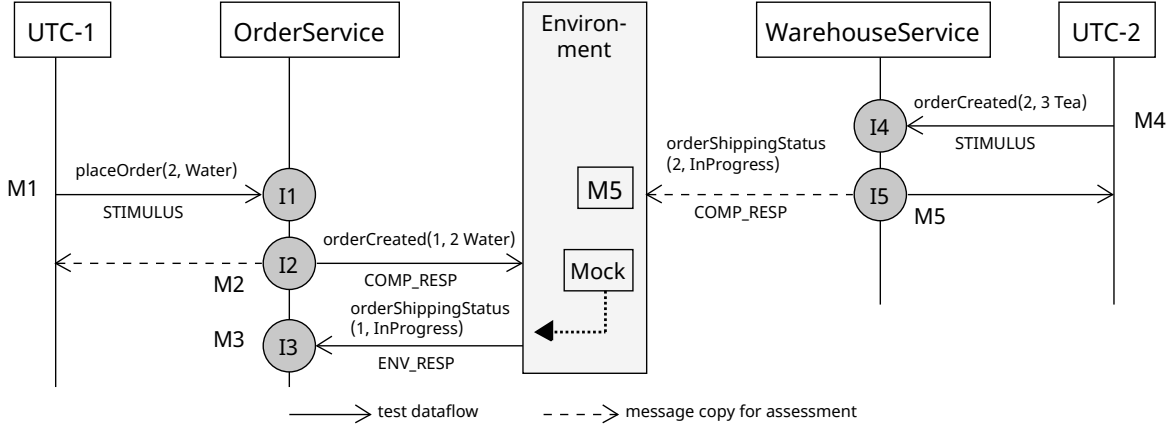 UTC-1
OrderService
Environ-
ment
WarehouseService
UTC-2
orderCreated(2, 3 Tea)
I4
M4
STIMULUS
orderShippingStatus
(2, InProgress)
placeOrder(2, Water)
M1
I1
M5
I5
STIMULUS
COMP_RESP
M5
orderCreated(1, 2 Water)
I2
Mock
M2
COMP_RESP
orderShippingStatus
(1, InProgress)
M3
I3
ENV_RESP
test dataflow
message copy for assessment